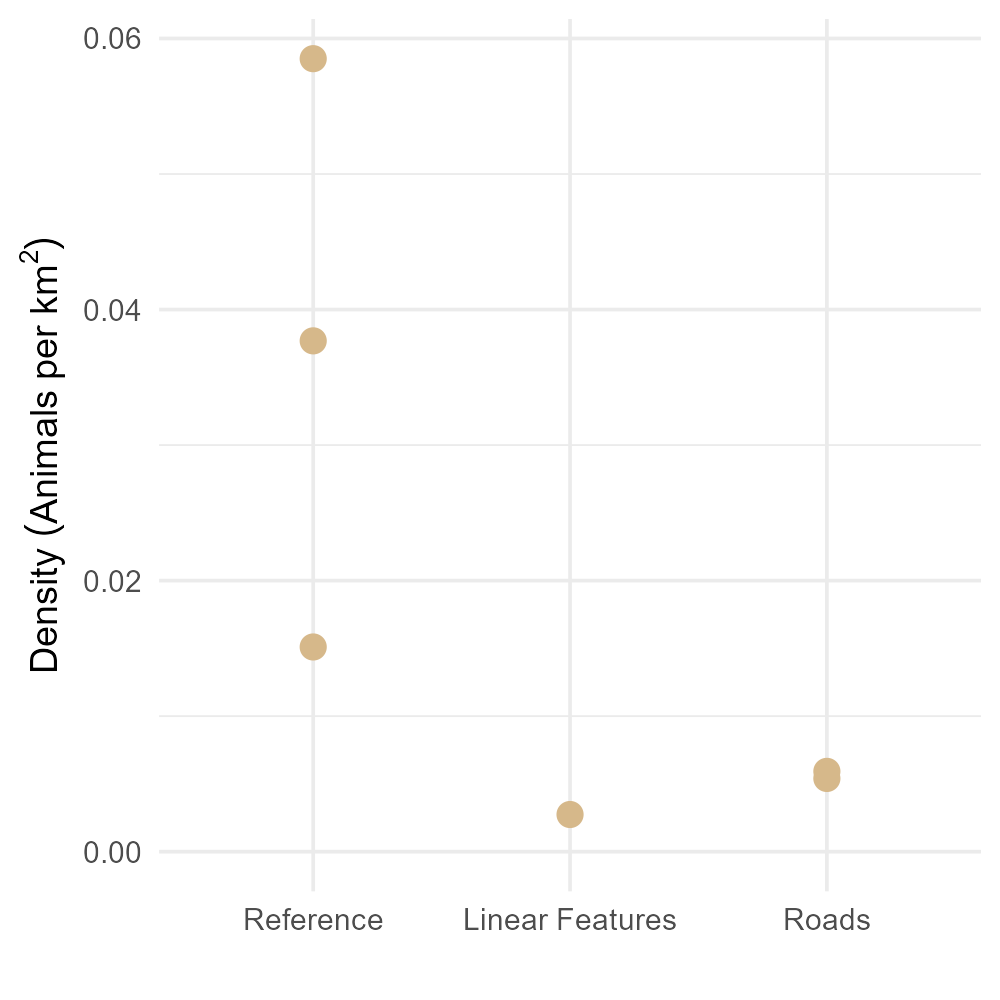 Density (Animals per km²)
0.06
0.04
0.02
0.00
Reference
Linear Features
Roads